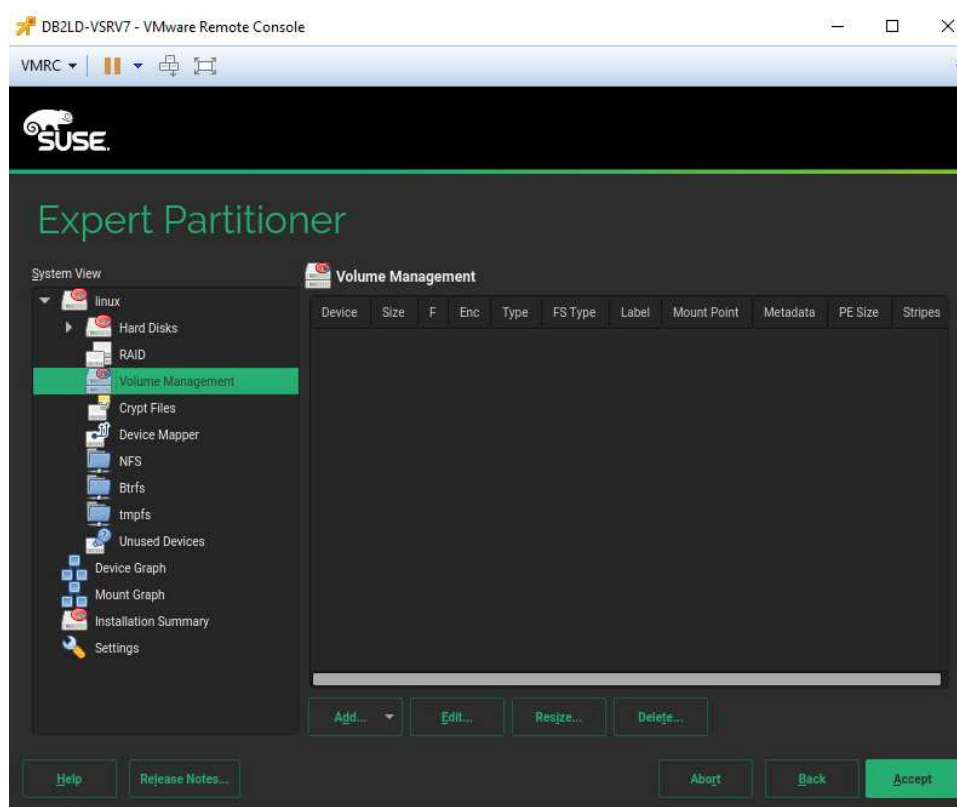 DB2LD-VSRV7 - VMware Remote Console
VMRC
SUSE.
Expert Partitioner
System View
linux
Hard Disks
RAID
Volume Management
Crypt Files
Device Mapper
NFS
Btrfs
tmpfs
Unused Devices
Device Graph
Mount Graph
Installation Summary
Settings
Volume Management
Device Size F Enc Type FS Type Label Mount Point Metadata PE Size Stripes
Add... Edit... Resize... Delete...
Help Release Notes... Abort Back Accept